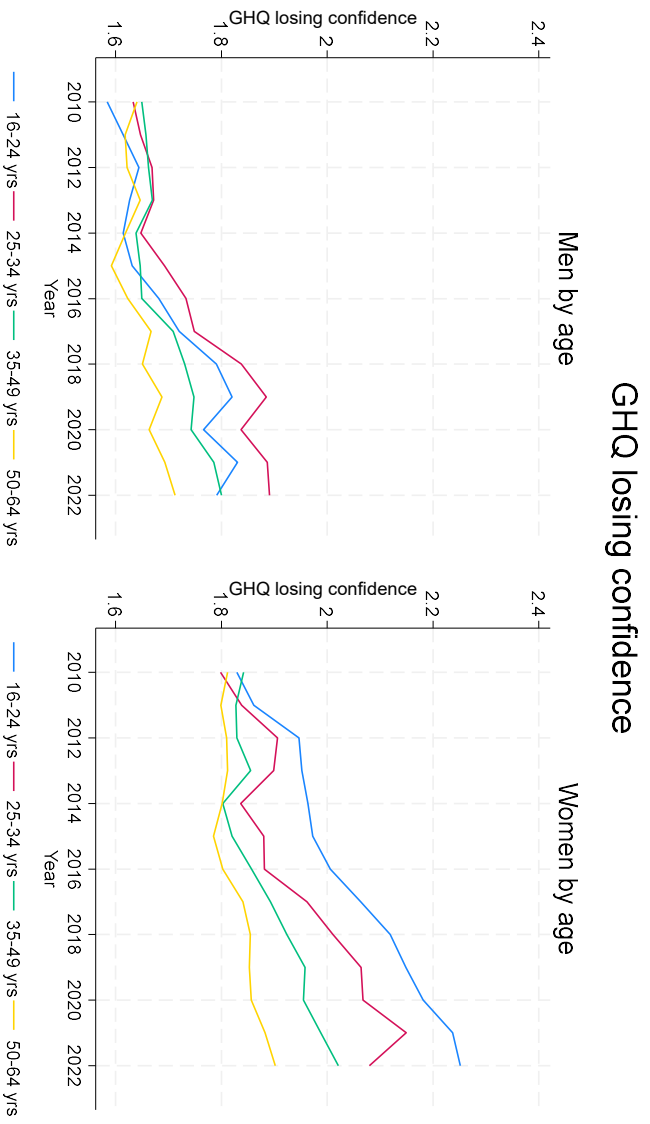 GHQ losing confidence
Men by age
GHQ losing confidence
2.4
2.2
2
1.8
1.6
2010 2012 2014 2016 2018 2020 2022
Year
16-24 yrs 25-34 yrs 35-49 yrs 50-64 yrs
Women by age
GHQ losing confidence
2.4
2.2
2
1.8
1.6
2010 2012 2014 2016 2018 2020 2022
Year
16-24 yrs 25-34 yrs 35-49 yrs 50-64 yrs